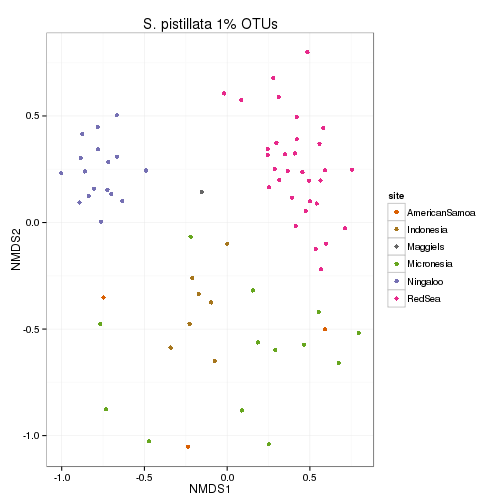 S. pistillata 1% OTUs
0.5
0.0
-0.5
-1.0
NMDS2
-1.0 -0.5 0.0 0.5
NMDS1
site
AmericanSamoa
Indonesia
Maggiels
Micronesia
Ningaloo
RedSea